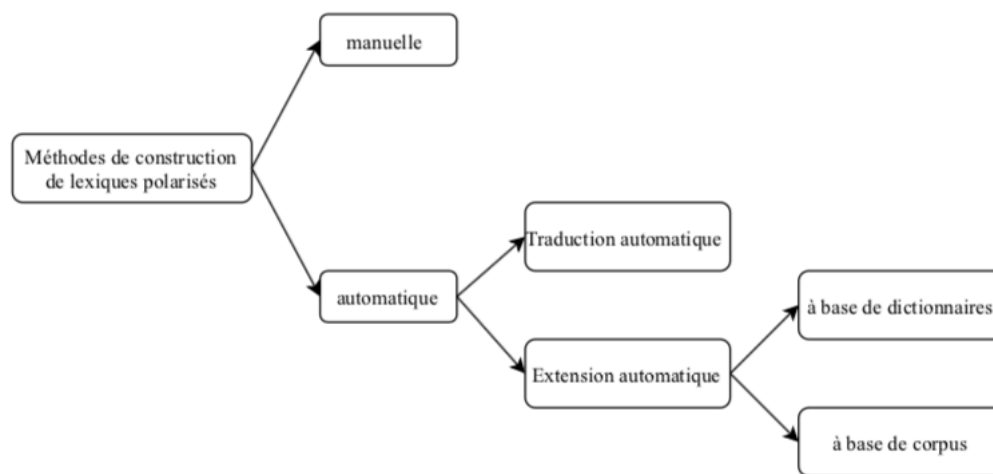 manuelle
Méthodes de construction
de lexiques polarisés
Traduction automatique
automatique
à base de dictionnaires
Extension automatique
à base de corpus